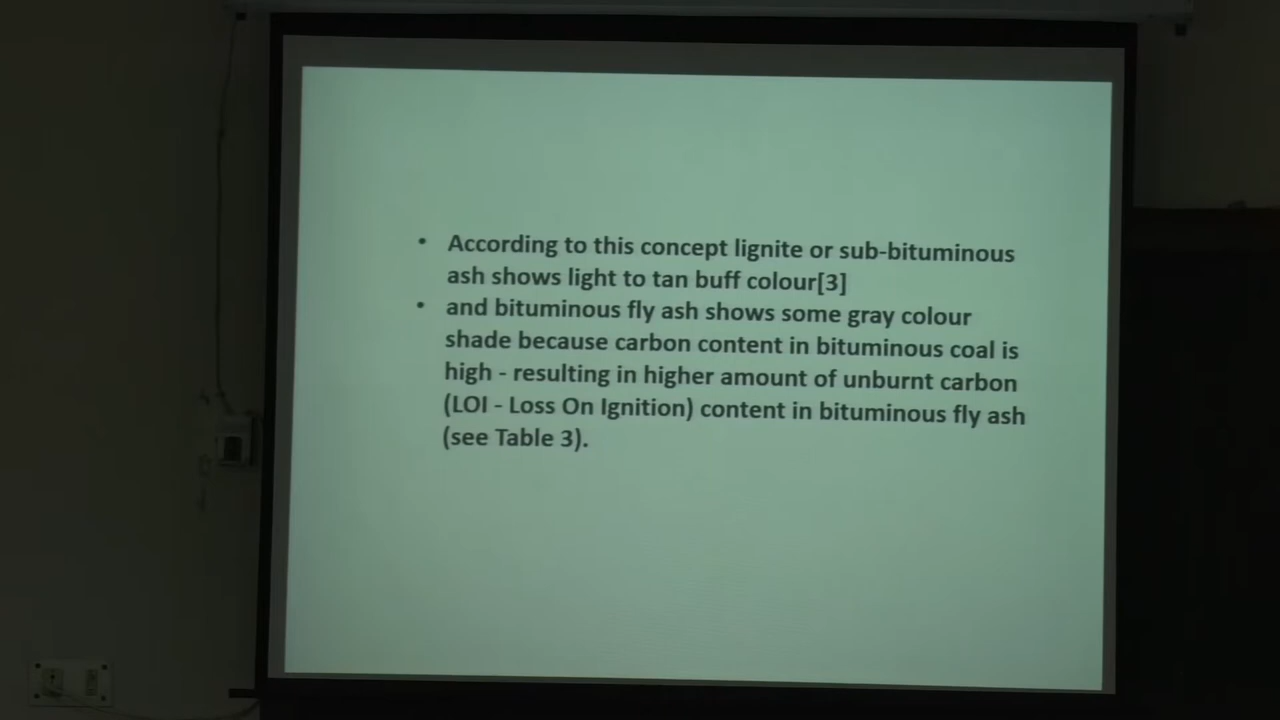 • According to this concept lignite or sub-bituminous
ash shows light to tan buff colour[3]
• and bituminous fly ash shows some gray colour
shade because carbon content in bituminous coal is
high - resulting in higher amount of unburnt carbon
(LOI - Loss On Ignition) content in bituminous fly ash
(see Table 3).